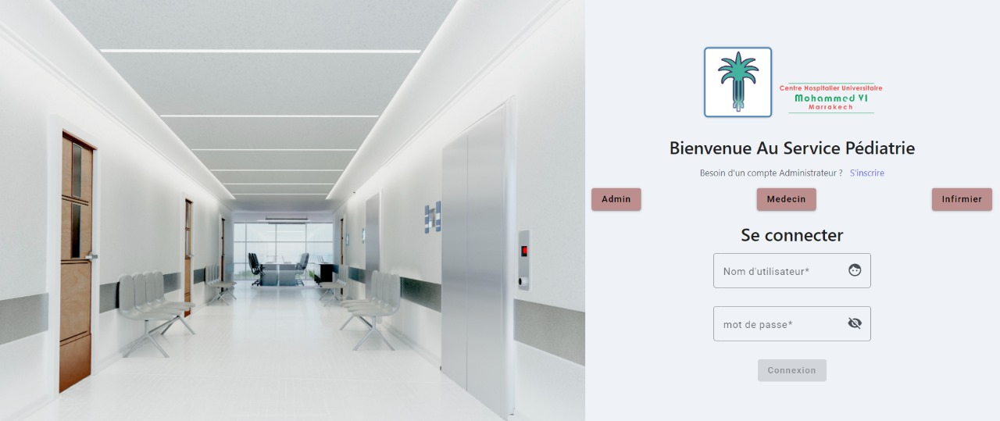 Centre Hospitalier Universitaire
Mohammed VI
Marrakech
Bienvenue Au Service Pédiatrie
Besoin d'un compte Administrateur ? S'inscrire
Admin Medecin Infirmier
Se connecter
Nom d'utilisateur*
mot de passe*
Connexion